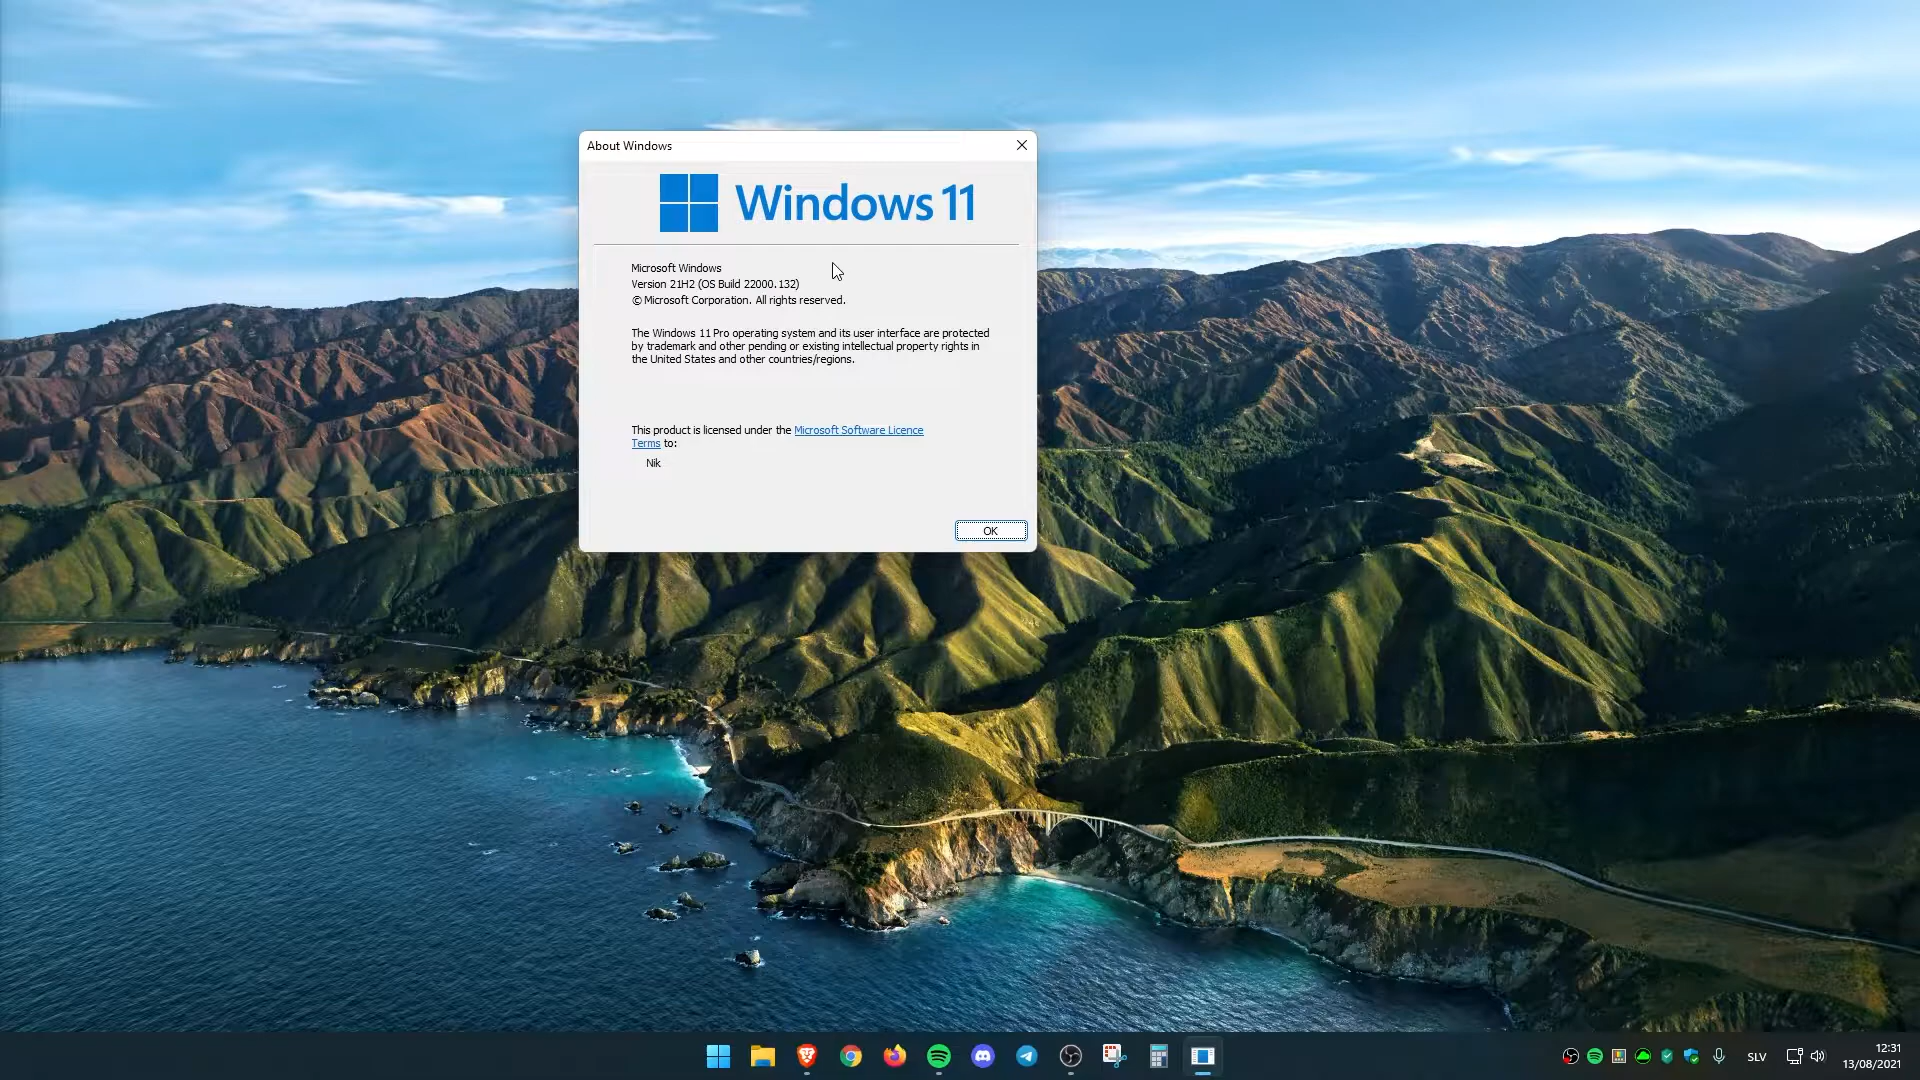 About Windows
Windows 11
Microsoft Windows
Version 21H2 (OS Build 22000.132)
© Microsoft Corporation. All rights reserved.
The Windows 11 Pro operating system and its user interface are protected
by trademark and other pending or existing intellectual property rights in
the United States and other countries/regions.
This product is licensed under the Microsoft Software Licence
Terms to:
Nik
OK
SLV
12:31
13/08/2021